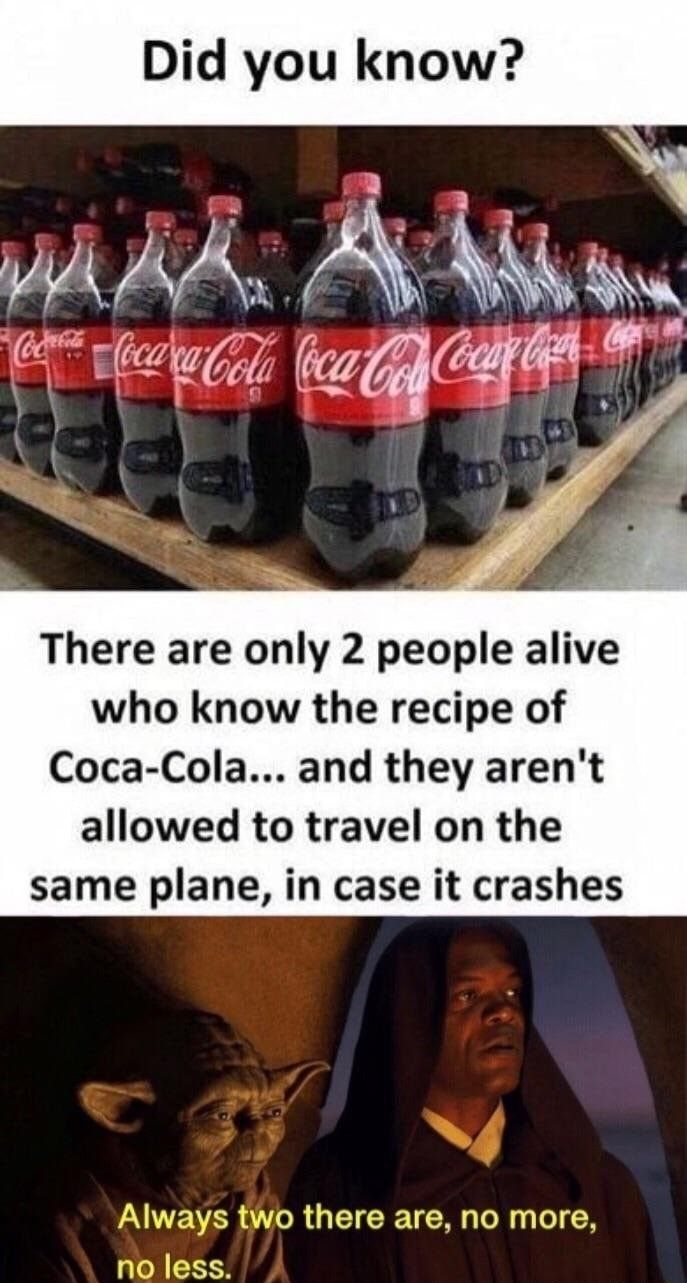 Did you know?
Coca-Cola
Coca-Cola
Coca-Cola
Coca-Cola
There are only 2 people alive
who know the recipe of
Coca-Cola... and they aren't
allowed to travel on the
same plane, in case it crashes
Always two there are, no more,
no less.